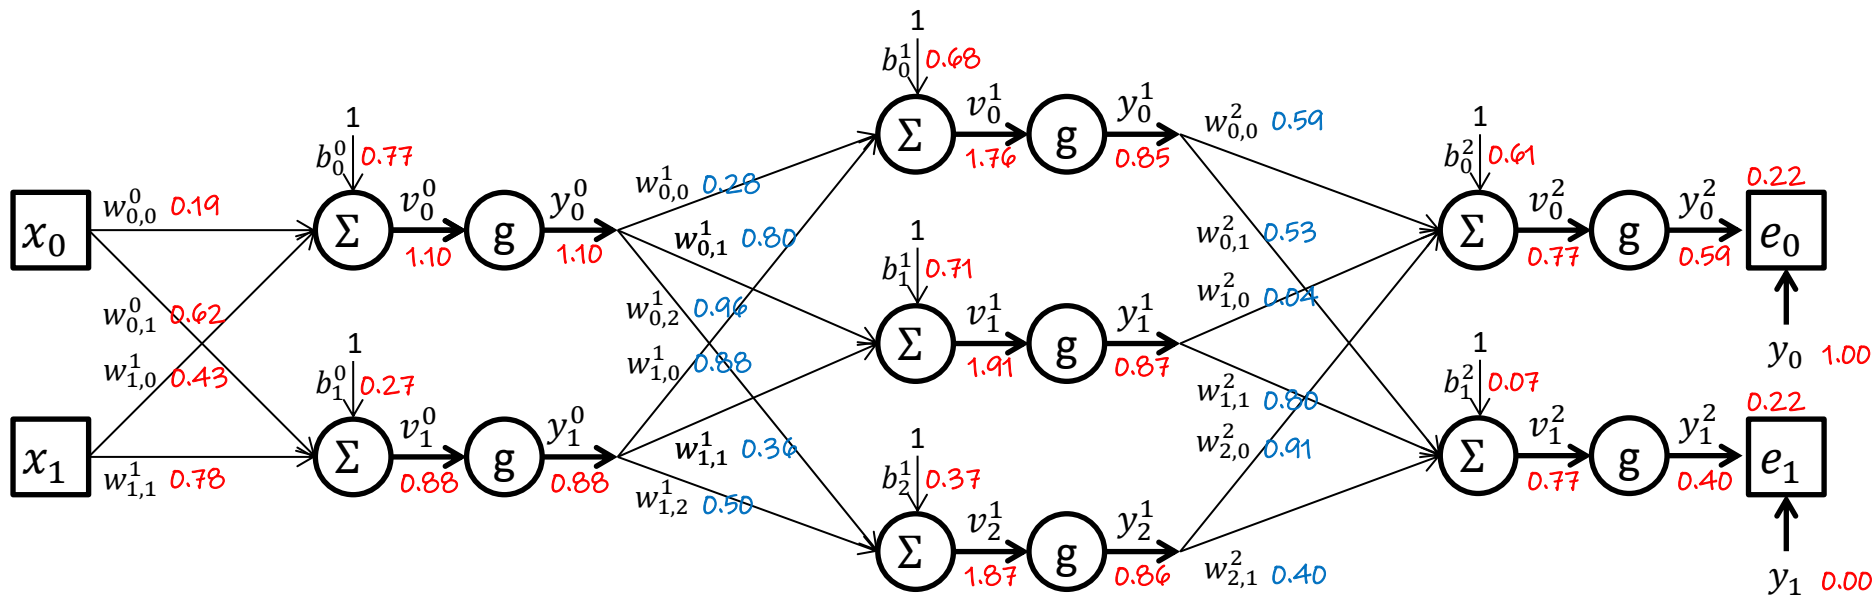 1
b_0^1 0.68
v_0^1
y_0^1
Σ
g
1.76
0.85
w_{0,0}^2 0.59
1
b_0^0 0.77
w_{0,0}^0 0.19
x_0
Σ
v_0^0
g
y_0^0
1.10
1.10
w_{0,0}^1 0.28
w_{0,1}^1 0.80
w_{0,2}^1 0.96
w_{1,0}^1 0.88
1
b_1^1 0.71
v_1^1
y_1^1
Σ
g
1.91
0.87
w_{0,1}^2 0.53
w_{1,0}^2 0.04
1
b_0^2 0.61
v_0^2
y_0^2
Σ
g
0.77
0.59
0.22
e_0
y_0 1.00
w_{0,1}^0 0.62
w_{1,0}^1 0.43
x_1
w_{1,1}^1 0.78
1
b_1^0 0.27
v_1^0
y_1^0
Σ
g
0.88
0.88
w_{1,1}^1 0.36
w_{1,2}^1 0.50
1
b_2^1 0.37
v_2^1
y_2^1
Σ
g
1.87
0.86
w_{1,1}^2 0.80
w_{2,0}^2 0.91
w_{2,1}^2 0.40
1
b_1^2 0.07
v_1^2
y_1^2
Σ
g
0.77
0.40
0.22
e_1
y_1 0.00